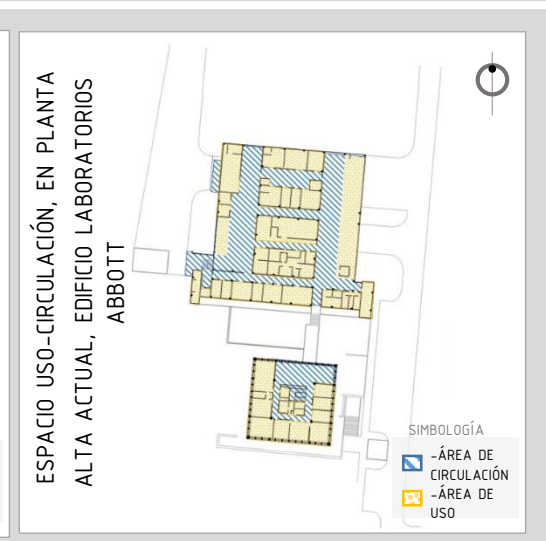 ESPACIO USO-CIRCULACIÓN, EN PLANTA
ALTA ACTUAL, EDIFICIO LABORATORIOS
ABBOTT
SIMBOLOGÍA
-ÁREA DE
CIRCULACIÓN
-ÁREA DE
USO